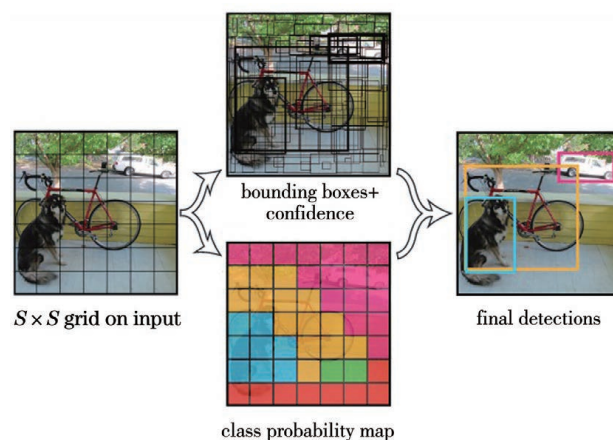 bounding boxes+
confidence
S × S grid on input
final detections
class probability map